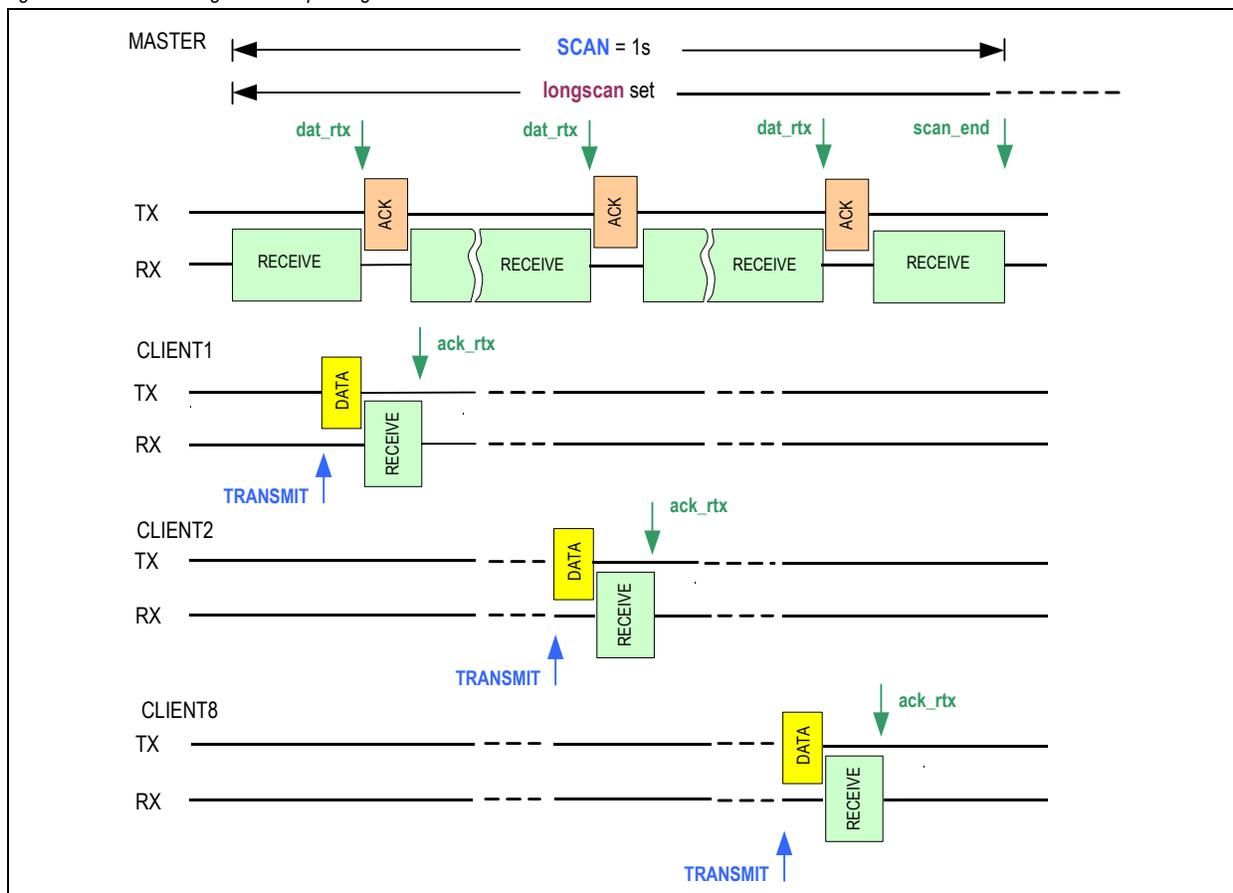 MASTER
SCAN = 1s
longscan set
dat_rtx dat_rtx dat_rtx scan_end
TX ACK ACK ACK
RX RECEIVE RECEIVE RECEIVE RECEIVE
CLIENT1
ack_rtx
TX DATA
RX RECEIVE
TRANSMIT
CLIENT2
ack_rtx
TX DATA
RX RECEIVE
TRANSMIT
CLIENT8
ack_rtx
TX DATA
RX RECEIVE
TRANSMIT